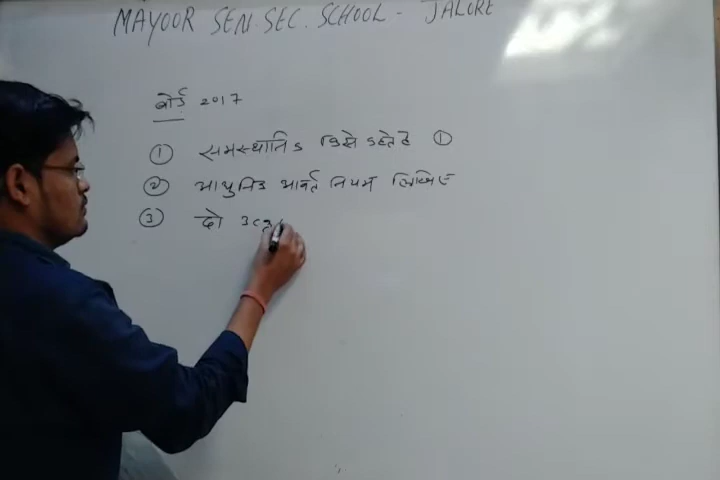 MAYOOR SEN. SEC. SCHOOL - JALORE
बोर्ड 2017
① समस्थानिक किसे कहते है ①
② आधुनिक आवर्त नियम लिखिए
③ दो